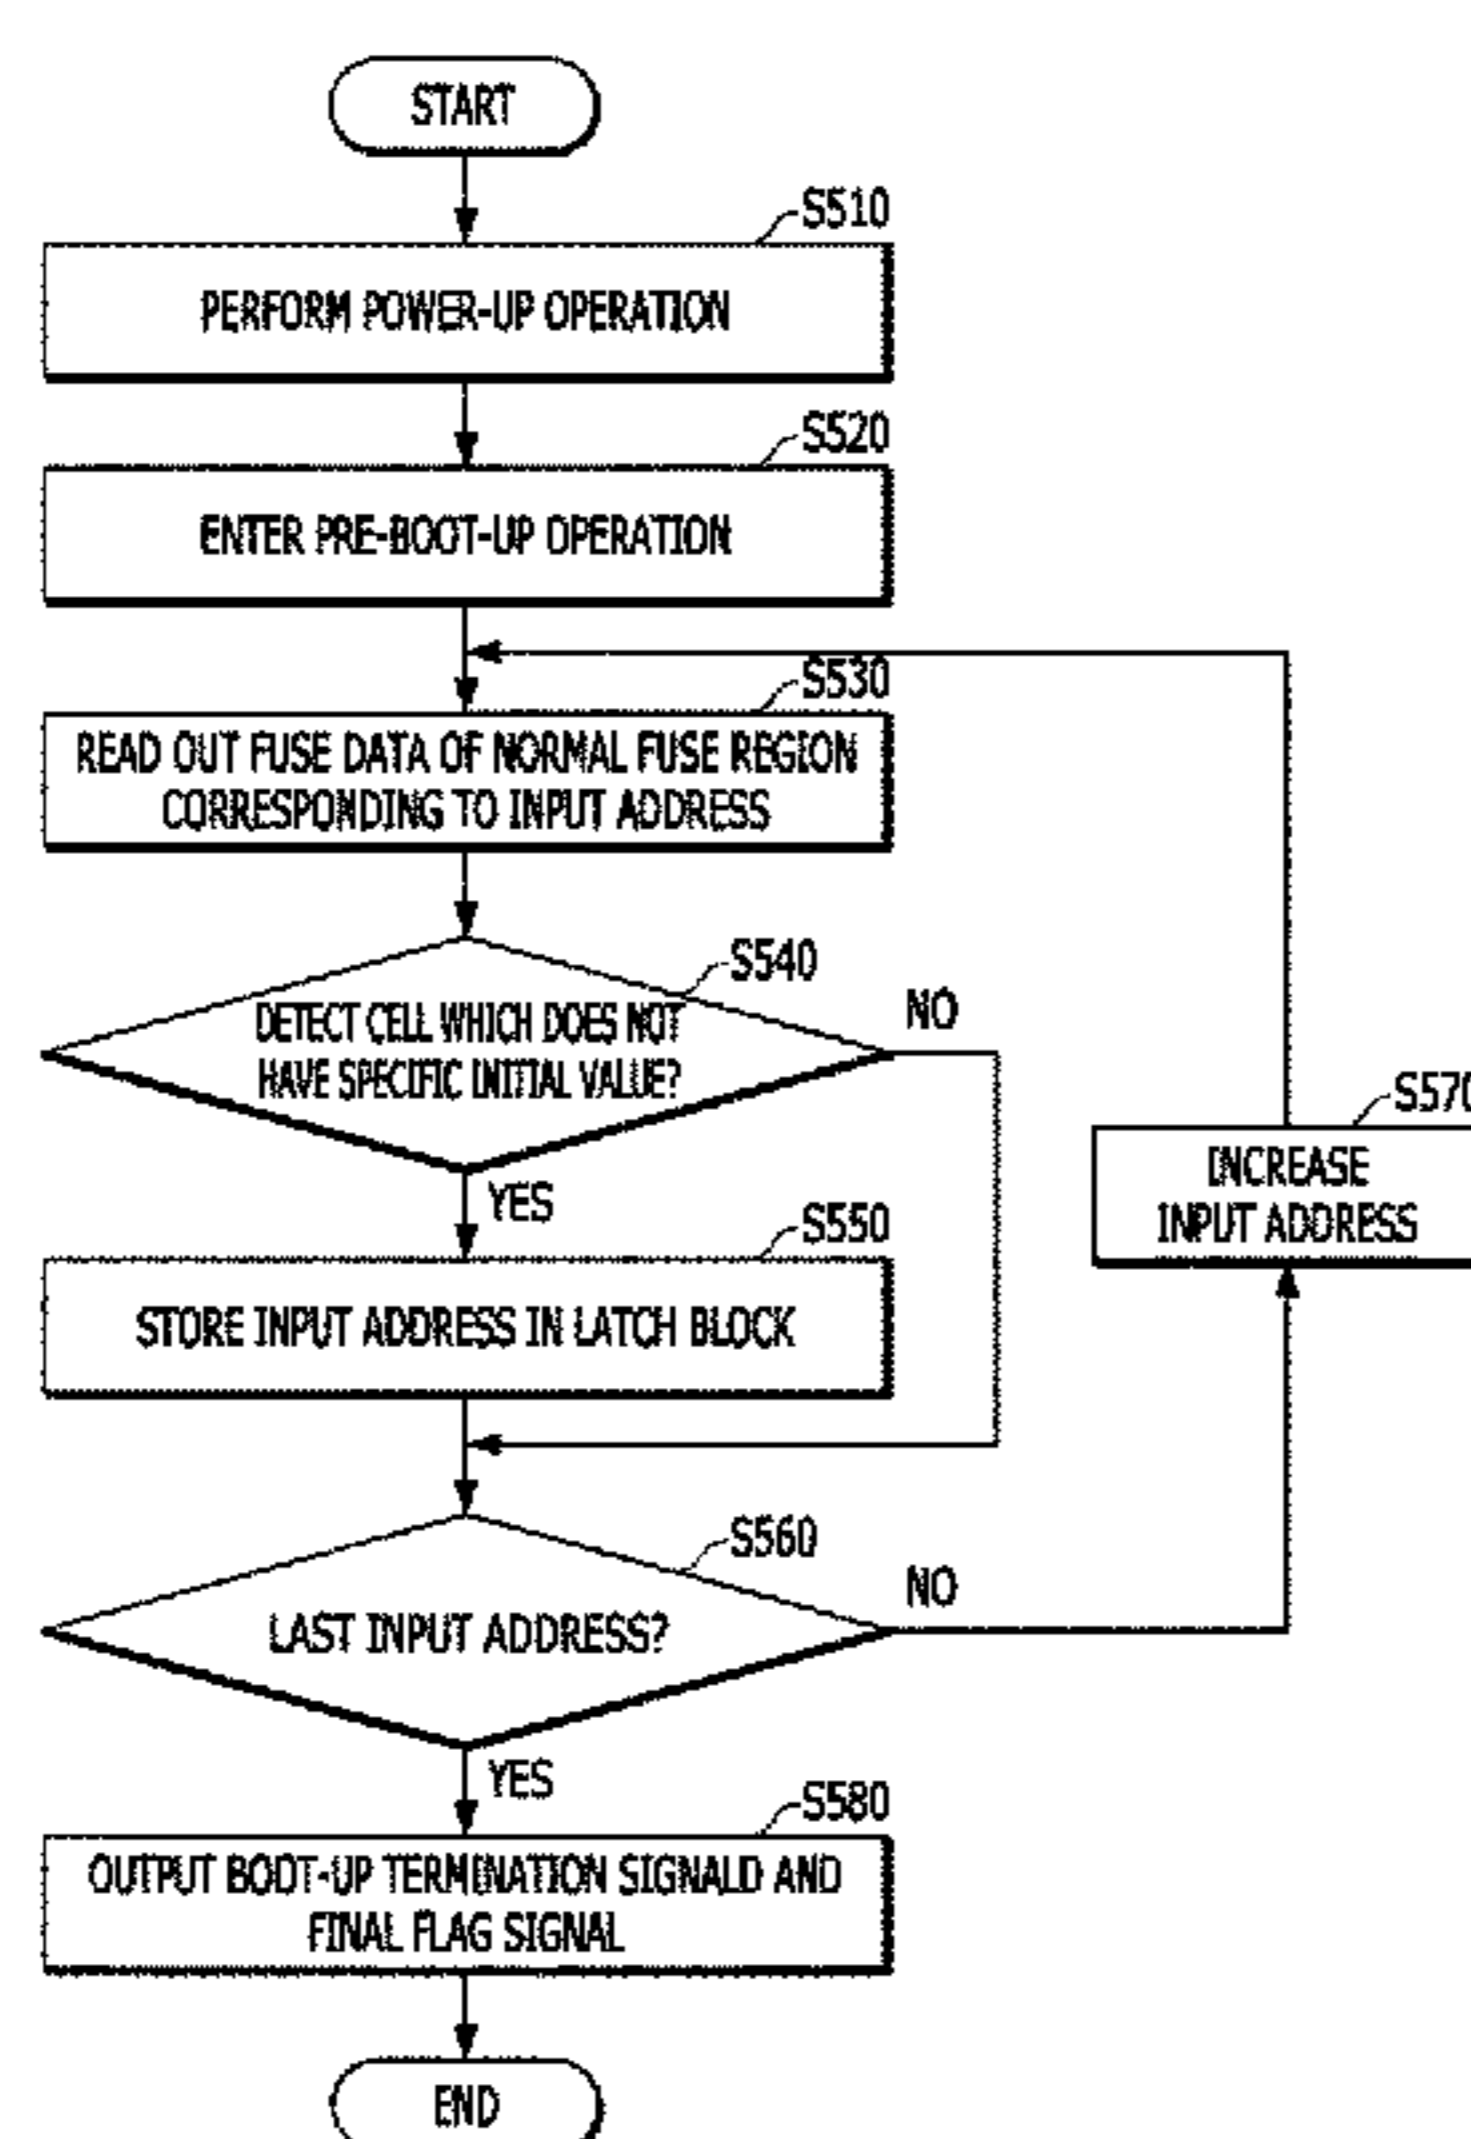 START
S510
PERFORM POWER-UP OPERATION
S520
ENTER PRE-BOOT-UP OPERATION
S530
READ OUT FUSE DATA OF NORMAL FUSE REGION
CORRESPONDING TO INPUT ADDRESS
S540
DETECT CELL WHICH DOES NOT
HAVE SPECIFIC INITIAL VALUE?
NO
YES
S550
STORE INPUT ADDRESS IN LATCH BLOCK
S570
INCREASE
INPUT ADDRESS
S560
LAST INPUT ADDRESS?
NO
YES
S580
OUTPUT BOOT-UP TERMINATION SIGNALD AND
FINAL FLAG SIGNAL
END